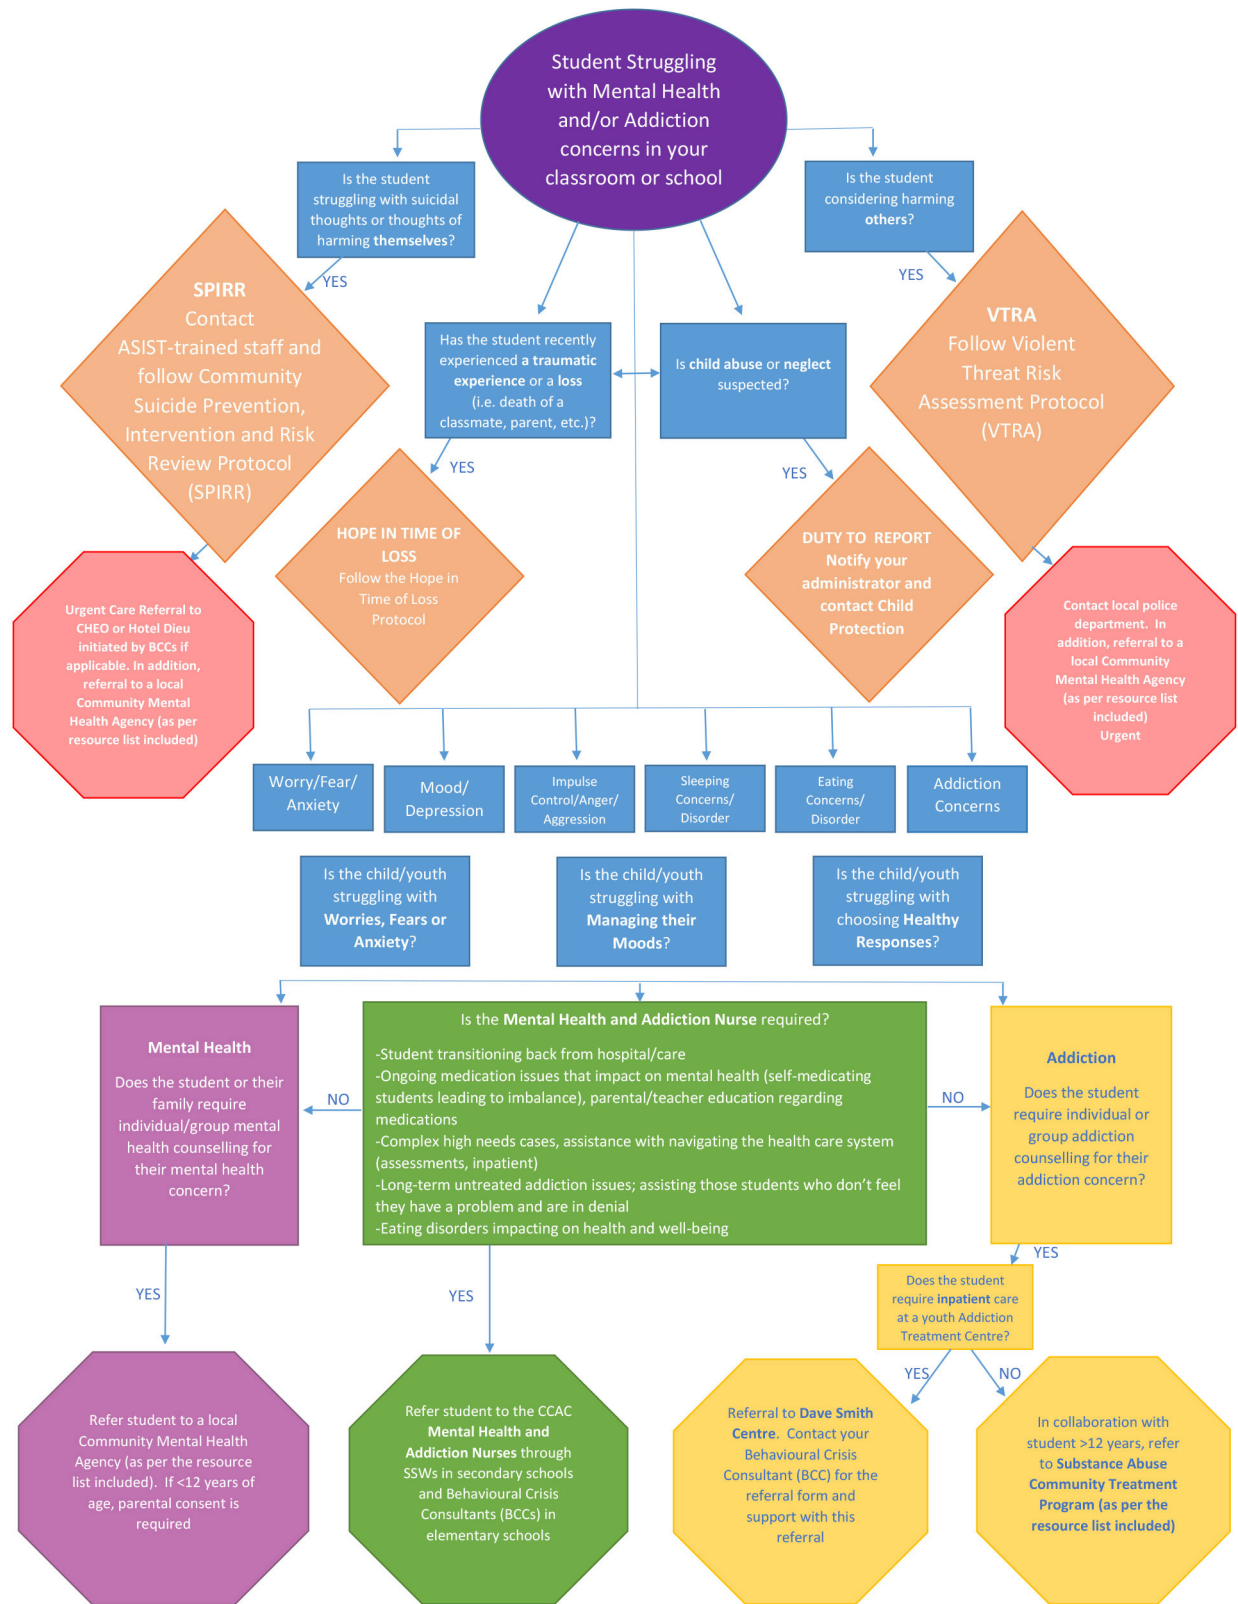 Student Struggling
with Mental Health
and/or Addiction
concerns in your
classroom or school
Is the student
struggling with suicidal
thoughts or thoughts of
harming themselves?
Is the student
considering harming
others?
YES
YES
SPIRR
Contact
ASIST-trained staff and
follow Community
Suicide Prevention,
Intervention and Risk
Review Protocol
(SPIRR)
Has the student recently
experienced a traumatic
experience or a loss
(i.e. death of a
classmate, parent, etc.)?
Is child abuse or neglect
suspected?
VTRA
Follow Violent
Threat Risk
Assessment Protocol
(VTRA)
YES
YES
HOPE IN TIME OF
LOSS
Follow the Hope in
Time of Loss
Protocol
DUTY TO  REPORT
Notify your
administrator and
contact Child
Protection
Urgent Care Referral to
CHEO or Hotel Dieu
initiated by BCCs if
applicable. In addition,
referral to a local
Community Mental
Health Agency (as per
resource list included)
Contact local police
department.  In
addition, referral to a
local Community
Mental Health Agency
(as per resource list
included)
Urgent
Worry/Fear/
Anxiety
Mood/
Depression
Impulse
Control/Anger/
Aggression
Sleeping
Concerns/
Disorder
Eating
Concerns/
Disorder
Addiction
Concerns
Is the child/youth
struggling with
Worries, Fears or
Anxiety?
Is the child/youth
struggling with
Managing their
Moods?
Is the child/youth
struggling with
choosing Healthy
Responses?
Mental Health
Does the student or their
family require
individual/group mental
health counselling for
their mental health
concern?
NO
Is the Mental Health and Addiction Nurse required?
-Student transitioning back from hospital/care
-Ongoing medication issues that impact on mental health (self-medicating
students leading to imbalance), parental/teacher education regarding
medications
-Complex high needs cases, assistance with navigating the health care system
(assessments, inpatient)
-Long-term untreated addiction issues; assisting those students who don't feel
they have a problem and are in denial
-Eating disorders impacting on health and well-being
NO
Addiction
Does the student
require individual or
group addiction
counselling for their
addiction concern?
YES
YES
YES
Does the student
require inpatient care
at a youth Addiction
Treatment Centre?
YES
NO
Refer student to a local
Community Mental Health
Agency (as per the resource
list included).  If <12 years of
age, parental consent is
required
Refer student to the CCAC
Mental Health and
Addiction Nurses through
SSWs in secondary schools
and Behavioural Crisis
Consultants (BCCs) in
elementary schools
Referral to Dave Smith
Centre.  Contact your
Behavioural Crisis
Consultant (BCC) for the
referral form and
support with this
referral
In collaboration with
student >12 years, refer
to Substance Abuse
Community Treatment
Program (as per the
resource list included)